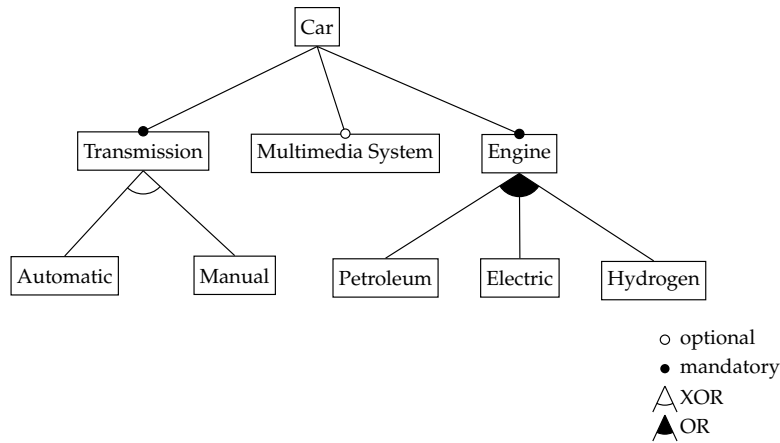 Car
Transmission
Multimedia System
Engine
Automatic
Manual
Petroleum
Electric
Hydrogen
optional
mandatory
XOR
OR